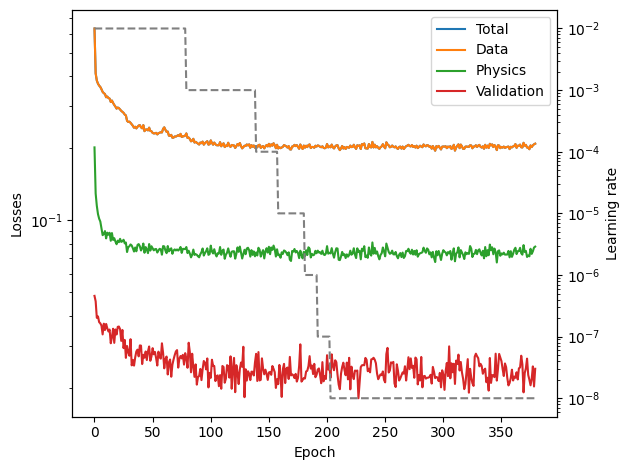 Total
Data
Physics
Validation
Losses
10⁻¹
0 50 100 150 200 250 300 350
Epoch
10⁻²
10⁻³
10⁻⁴
10⁻⁵
10⁻⁶
10⁻⁷
10⁻⁸
Learning rate